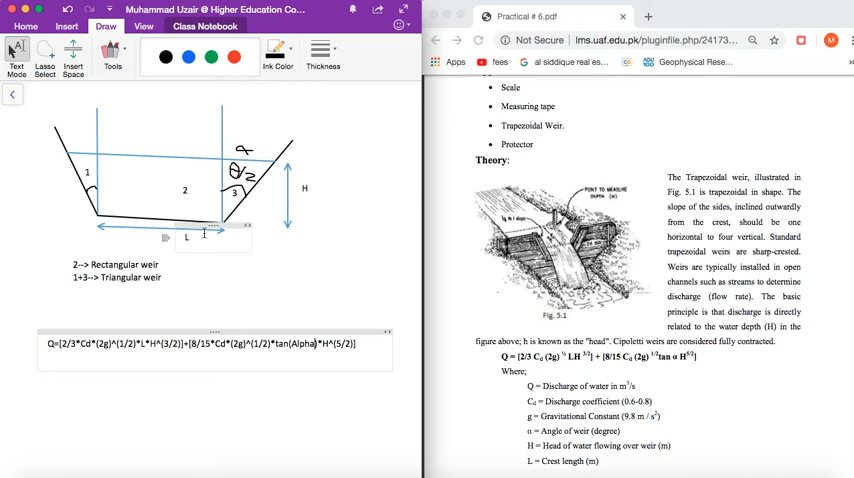 Muhammad Uzair @ Higher Education Co...
Home Insert Draw View Class Notebook
Text Mode
Lasso Select
Insert Space
Tools
Ink Color
Thickness
α
θ/2
1
2
3
H
L
2--> Rectangular weir
1+3--> Triangular weir
Q=[2/3*Cd*(2g)^(1/2)*L*H^(3/2)]+[8/15*Cd*(2g)^(1/2)*tan(Alpha)*H^(5/2)]
Practical # 6.pdf
Not Secure | lms.uaf.edu.pk/pluginfile.php/24173...
M
Apps fees al siddique real es... Geophysical Rese...
• Scale
• Measuring tape
• Trapezoidal Weir.
• Protector
Theory:
POINT TO MEASURE
DEPTH (H)
Fig. 5.1
The Trapezoidal weir, illustrated in
Fig. 5.1 is trapezoidal in shape. The
slope of the sides, inclined outwardly
from the crest, should be one
horizontal to four vertical. Standard
trapezoidal weirs are sharp-crested.
Weirs are typically installed in open
channels such as streams to determine
discharge (flow rate). The basic
principle is that discharge is directly
related to the water depth (H) in the
figure above; h is known as the "head". Cipoletti weirs are considered fully contracted.
Q = [2/3 Cd (2g) ½ LH 3/2] + [8/15 Cd (2g) 1/2tan α H5/2]
Where;
Q = Discharge of water in m3/s
Cd = Discharge coefficient (0.6-0.8)
g = Gravitational Constant (9.8 m / s2)
α = Angle of weir (degree)
H = Head of water flowing over weir (m)
L = Crest length (m)